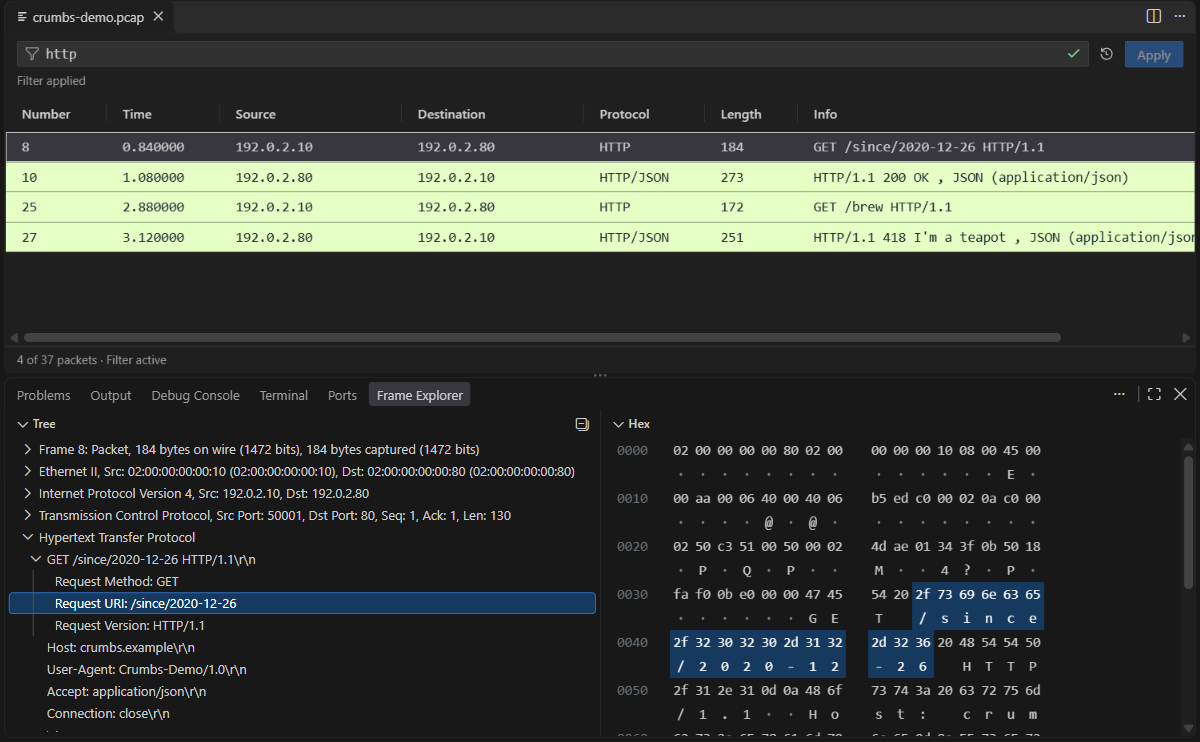 crumbs-demo.pcap
http
Apply
Filter applied
Number Time Source Destination Protocol Length Info
8 0.840000 192.0.2.10 192.0.2.80 HTTP 184 GET /since/2020-12-26 HTTP/1.1
10 1.080000 192.0.2.80 192.0.2.10 HTTP/JSON 273 HTTP/1.1 200 OK , JSON (application/json)
25 2.880000 192.0.2.10 192.0.2.80 HTTP 172 GET /brew HTTP/1.1
27 3.120000 192.0.2.80 192.0.2.10 HTTP/JSON 251 HTTP/1.1 418 I'm a teapot , JSON (application/json
4 of 37 packets · Filter active
Problems Output Debug Console Terminal Ports Frame Explorer
Tree
Frame 8: Packet, 184 bytes on wire (1472 bits), 184 bytes captured (1472 bits)
Ethernet II, Src: 02:00:00:00:00:10 (02:00:00:00:00:10), Dst: 02:00:00:00:00:80 (02:00:00:00:00:80)
Internet Protocol Version 4, Src: 192.0.2.10, Dst: 192.0.2.80
Transmission Control Protocol, Src Port: 50001, Dst Port: 80, Seq: 1, Ack: 1, Len: 130
Hypertext Transfer Protocol
GET /since/2020-12-26 HTTP/1.1\r\n
Request Method: GET
Request URI: /since/2020-12-26
Request Version: HTTP/1.1
Host: crumbs.example\r\n
User-Agent: Crumbs-Demo/1.0\r\n
Accept: application/json\r\n
Connection: close\r\n
Hex
0000 02 00 00 00 00 80 02 00 00 00 00 10 08 00 45 00
· · · · · · · · · · · · · · E ·
0010 00 aa 00 06 40 00 40 06 b5 ed c0 00 02 0a c0 00
· · · · @ · @ · · · · · · · · ·
0020 02 50 c3 51 00 50 00 02 4d ae 01 34 3f 0b 50 18
· P · Q · P · · M · · 4 ? · P ·
0030 fa f0 0b e0 00 00 47 45 54 20 2f 73 69 6e 63 65
· · · · · · G E T / s i n c e
0040 2f 32 30 32 30 2d 31 32 2d 32 36 20 48 54 54 50
/ 2 0 2 0 - 1 2 - 2 6 H T T P
0050 2f 31 2e 31 0d 0a 48 6f 73 74 3a 20 63 72 75 6d
/ 1 . 1 · · H o s t : c r u m